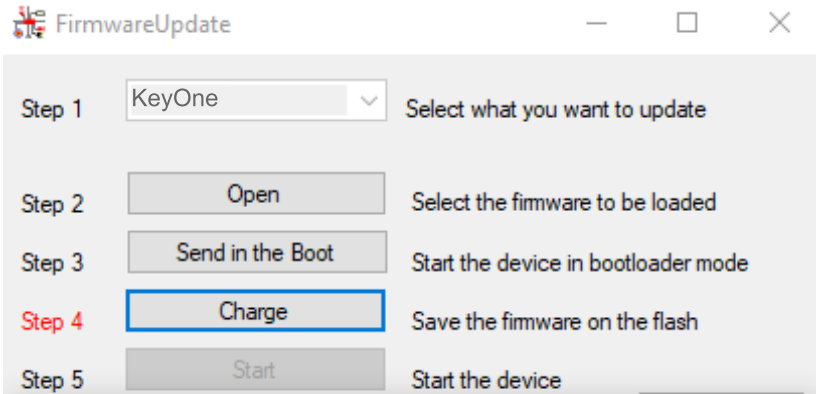 FirmwareUpdate
Step 1 KeyOne Select what you want to update
Step 2 Open Select the firmware to be loaded
Step 3 Send in the Boot Start the device in bootloader mode
Step 4 Charge Save the firmware on the flash
Step 5 Start Start the device